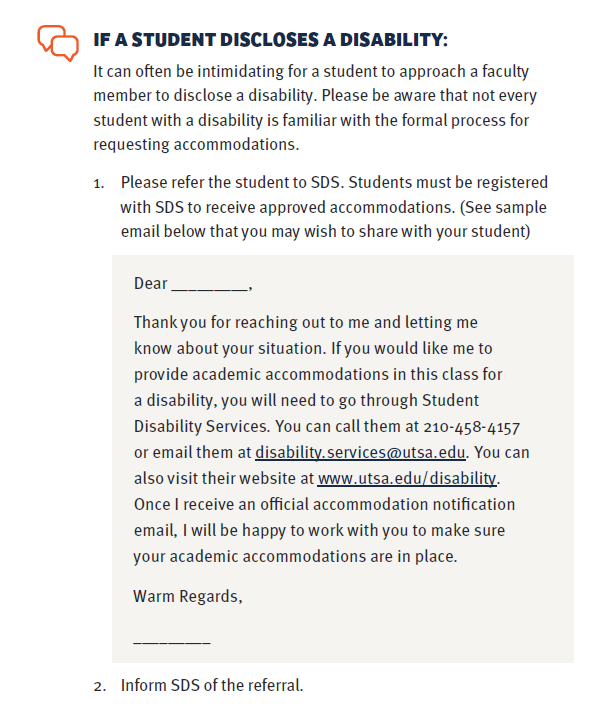 IF A STUDENT DISCLOSES A DISABILITY:
It can often be intimidating for a student to approach a faculty
member to disclose a disability. Please be aware that not every
student with a disability is familiar with the formal process for
requesting accommodations.
1. Please refer the student to SDS. Students must be registered
with SDS to receive approved accommodations. (See sample
email below that you may wish to share with your student)
Dear _________,
Thank you for reaching out to me and letting me
know about your situation. If you would like me to
provide academic accommodations in this class for
a disability, you will need to go through Student
Disability Services. You can call them at 210-458-4157
or email them at disability.services@utsa.edu. You can
also visit their website at www.utsa.edu/disability.
Once I receive an official accommodation notification
email, I will be happy to work with you to make sure
your academic accommodations are in place.
Warm Regards,
_________
2. Inform SDS of the referral.